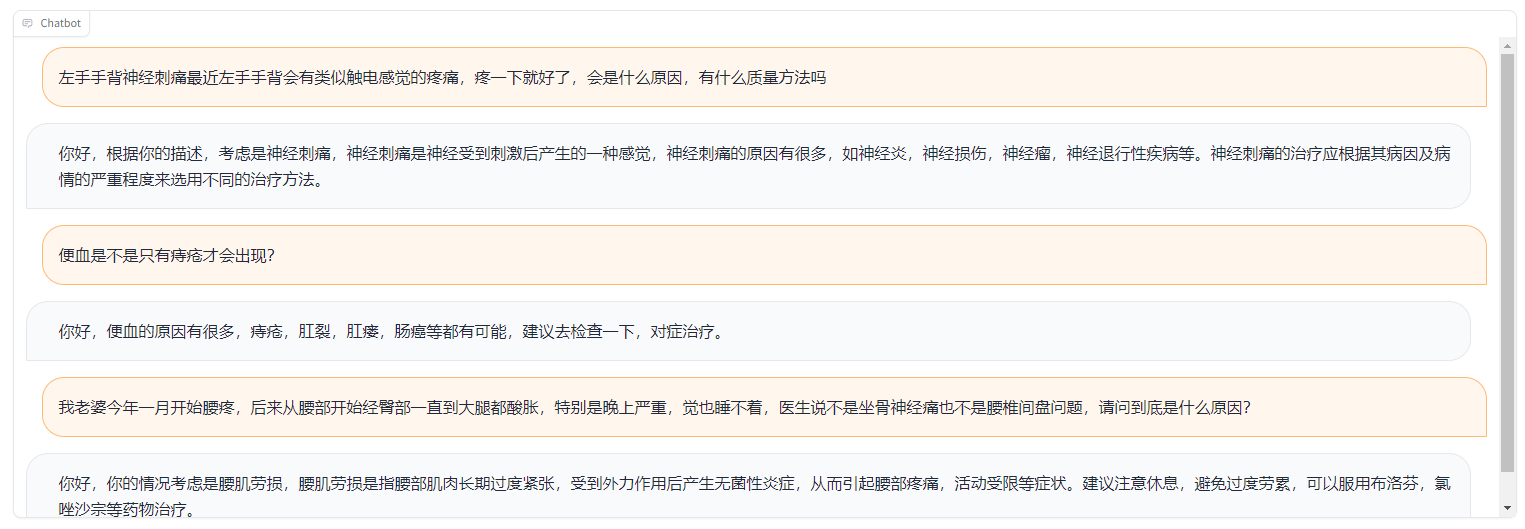 Chatbot
左手手背神经刺痛最近左手手背会有类似触电感觉的疼痛，疼一下就好了，会是什么原因，有什么质量方法吗
你好，根据你的描述，考虑是神经刺痛，神经刺痛是神经受到刺激后产生的一种感觉，神经刺痛的原因有很多，如神经炎，神经损伤，神经瘤，神经退行性疾病等。神经刺痛的治疗应根据其病因及病
情的严重程度来选用不同的治疗方法。
便血是不是只有痔疮才会出现？
你好，便血的原因有很多，痔疮，肛裂，肛瘘，肠癌等都有可能，建议去检查一下，对症治疗。
我老婆今年一月开始腰疼，后来从腰部开始经臀部一直到大腿都酸胀，特别是晚上严重，觉也睡不着，医生说不是坐骨神经痛也不是腰椎间盘问题，请问到底是什么原因？
你好，你的情况考虑是腰肌劳损，腰肌劳损是指腰部肌肉长期过度紧张，受到外力作用后产生无菌性炎症，从而引起腰部疼痛，活动受限等症状。建议注意休息，避免过度劳累，可以服用布洛芬，氯
唑沙宗等药物治疗。